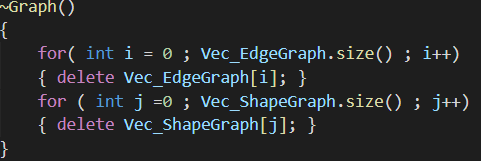 ~Graph()
{
for( int i = 0 ; Vec_EdgeGraph.size() ; i++)
{ delete Vec_EdgeGraph[i]; }
for ( int j =0 ; Vec_ShapeGraph.size() ; j++)
{ delete Vec_ShapeGraph[j]; }
}